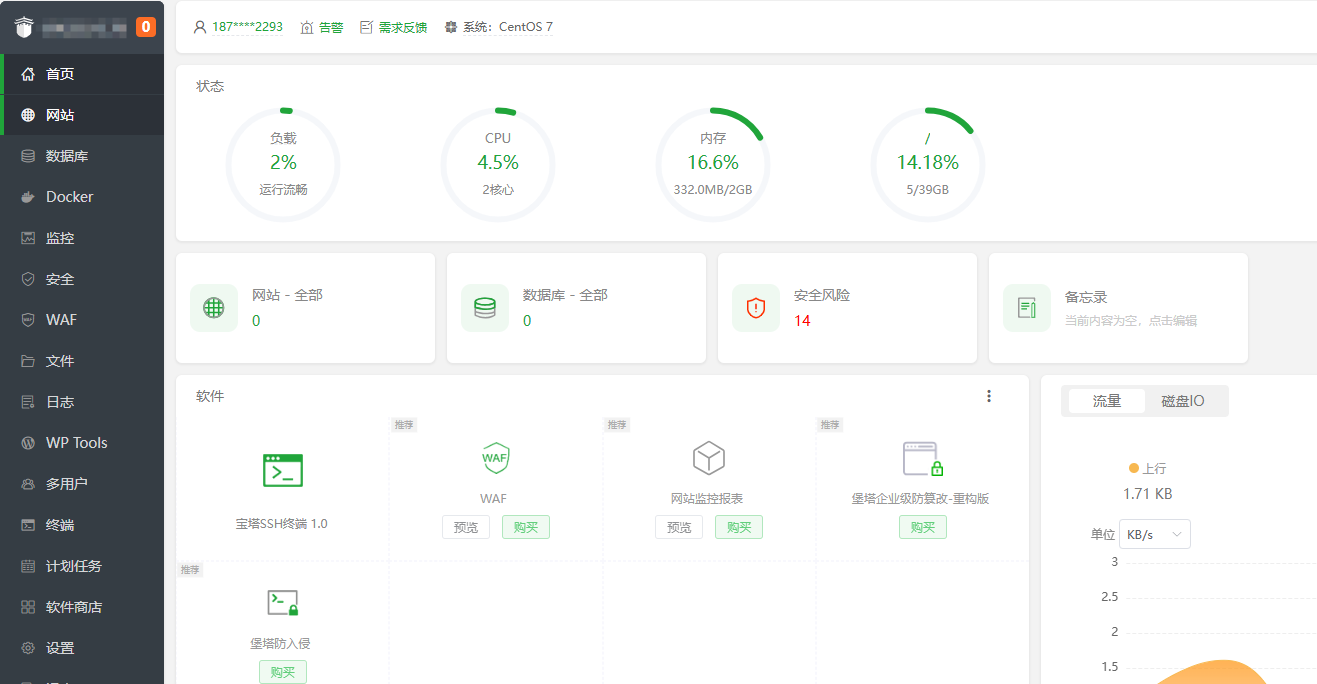 0
首页
网站
数据库
Docker
监控
安全
WAF
文件
日志
WP Tools
多用户
终端
计划任务
软件商店
设置
187****2293 告警 需求反馈 系统: CentOS 7
状态
负载
2%
运行流畅
CPU
4.5%
2核心
内存
16.6%
332.0MB/2GB
/
14.18%
5/39GB
网站 - 全部
0
数据库 - 全部
0
安全风险
14
备忘录
当前内容为空，点击编辑
软件
宝塔SSH终端 1.0
推荐
WAF
WAF
预览 购买
推荐
网站监控报表
预览 购买
推荐
堡塔企业级防篡改-重构版
购买
推荐
堡塔防入侵
购买
流量 磁盘IO
上行
1.71 KB
单位 KB/s
3
2.5
2
1.5